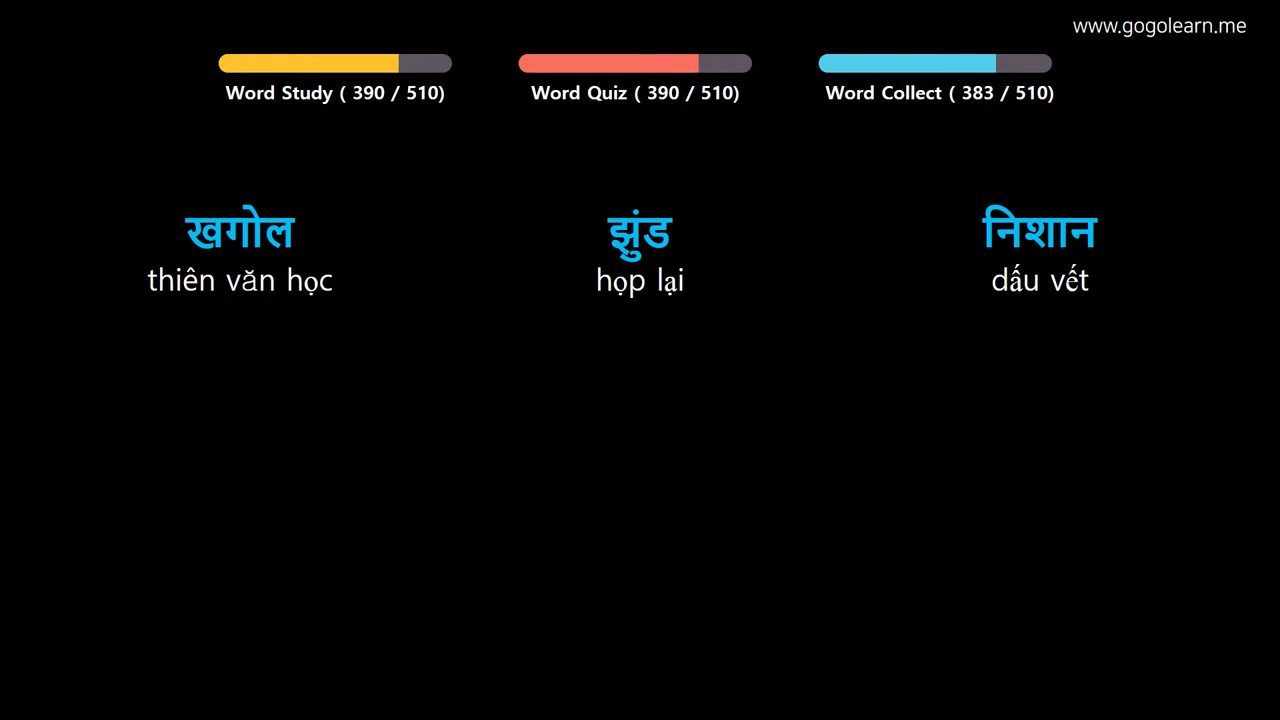 www.gogolearn.me
Word Study ( 390 / 510)
Word Quiz ( 390 / 510)
Word Collect ( 383 / 510)
खगोल
झुंड
निशान
thiên văn học
họp lại
dấu vết